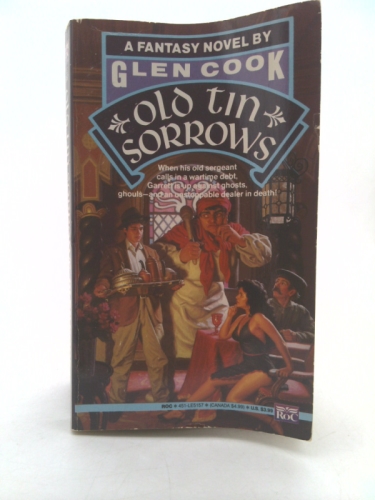 A FANTASY NOVEL BY
GLEN COOK
OLD TIN
SORROWS
When his old sergeant
calls in a wartime debt,
Garrett is up against ghosts,
ghouls—and an unstoppable dealer in death!
ROC